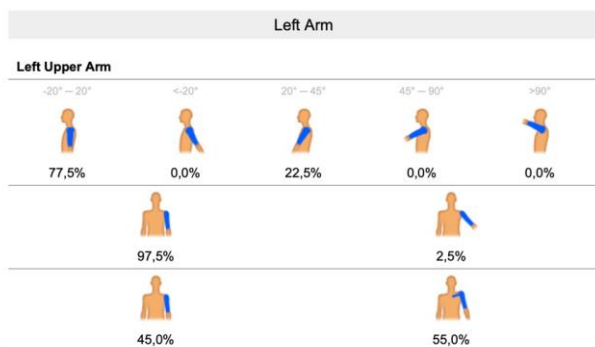 Left Arm
Left Upper Arm
-20° — 20° <-20° 20° — 45° 45° — 90° >90°
77,5% 0,0% 22,5% 0,0% 0,0%
97,5% 2,5%
45,0% 55,0%